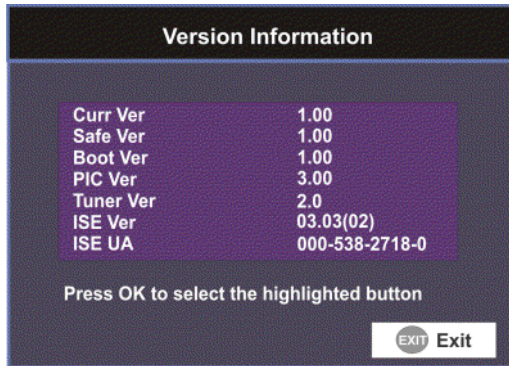 Version Information
Curr Ver 1.00
Safe Ver 1.00
Boot Ver 1.00
PIC Ver 3.00
Tuner Ver 2.0
ISE Ver 03.03(02)
ISE UA 000-538-2718-0
Press OK to select the highlighted button
EXIT Exit